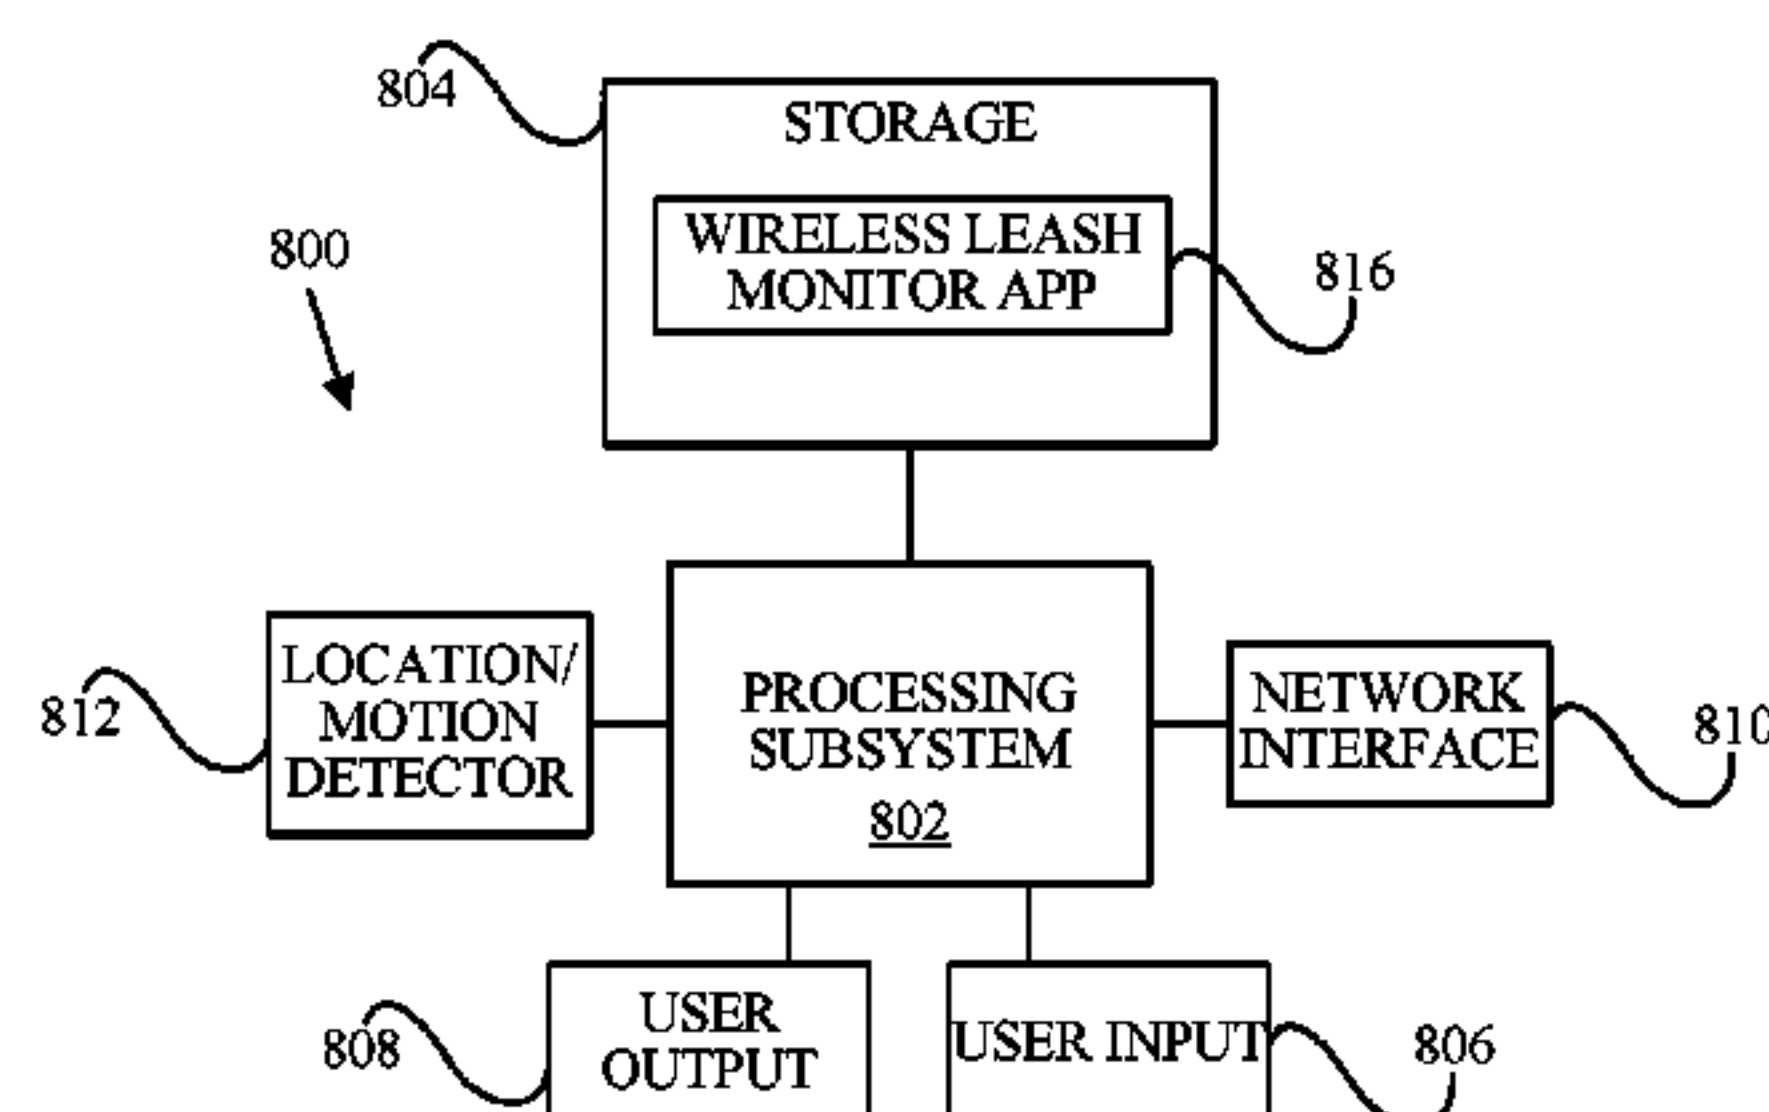 804
STORAGE
800
WIRELESS LEASH
MONITOR APP
816
812
LOCATION/
MOTION
DETECTOR
PROCESSING
SUBSYSTEM
802
NETWORK
INTERFACE
810
808
USER
OUTPUT
USER INPUT
806